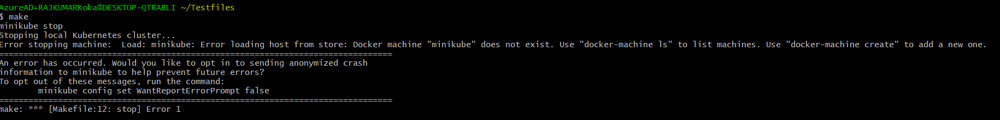 AzureAD+RAJKUMARKoka@DESKTOP-QTRABLI ~/Testfiles
$ make
minikube stop
Stopping local Kubernetes cluster...
Error stopping machine:  Load: minikube: Error loading host from store: Docker machine "minikube" does not exist. Use "docker-machine ls" to list machines. Use "docker-machine create" to add a new one.
================================================================================
An error has occurred. Would you like to opt in to sending anonymized crash
information to minikube to help prevent future errors?
To opt out of these messages, run the command:
        minikube config set WantReportErrorPrompt false
================================================================================
make: *** [Makefile:12: stop] Error 1